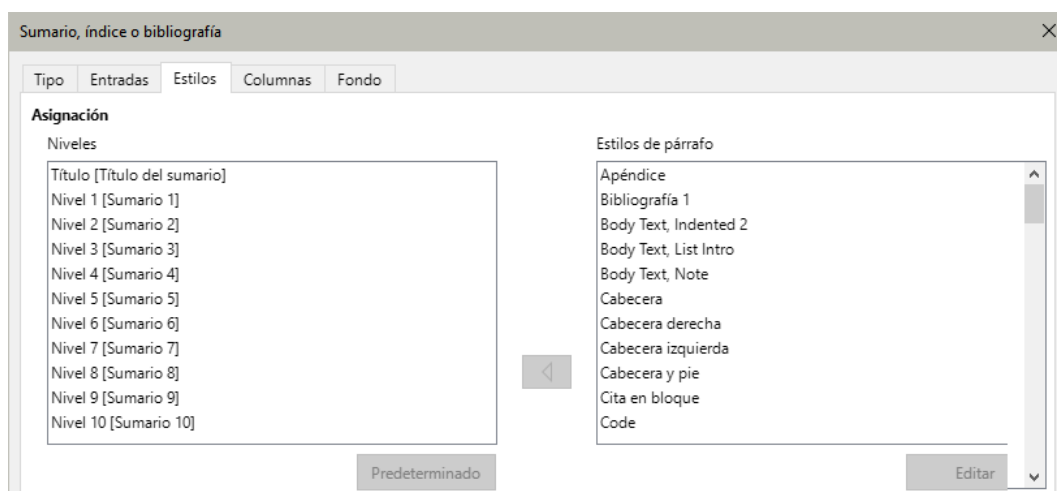 Sumario, índice o bibliografía
Tipo Entradas Estilos Columnas Fondo
Asignación
Niveles
Título [Título del sumario]
Nivel 1 [Sumario 1]
Nivel 2 [Sumario 2]
Nivel 3 [Sumario 3]
Nivel 4 [Sumario 4]
Nivel 5 [Sumario 5]
Nivel 6 [Sumario 6]
Nivel 7 [Sumario 7]
Nivel 8 [Sumario 8]
Nivel 9 [Sumario 9]
Nivel 10 [Sumario 10]
Predeterminado
Estilos de párrafo
Apéndice
Bibliografía 1
Body Text, Indented 2
Body Text, List Intro
Body Text, Note
Cabecera
Cabecera derecha
Cabecera izquierda
Cabecera y pie
Cita en bloque
Code
Editar